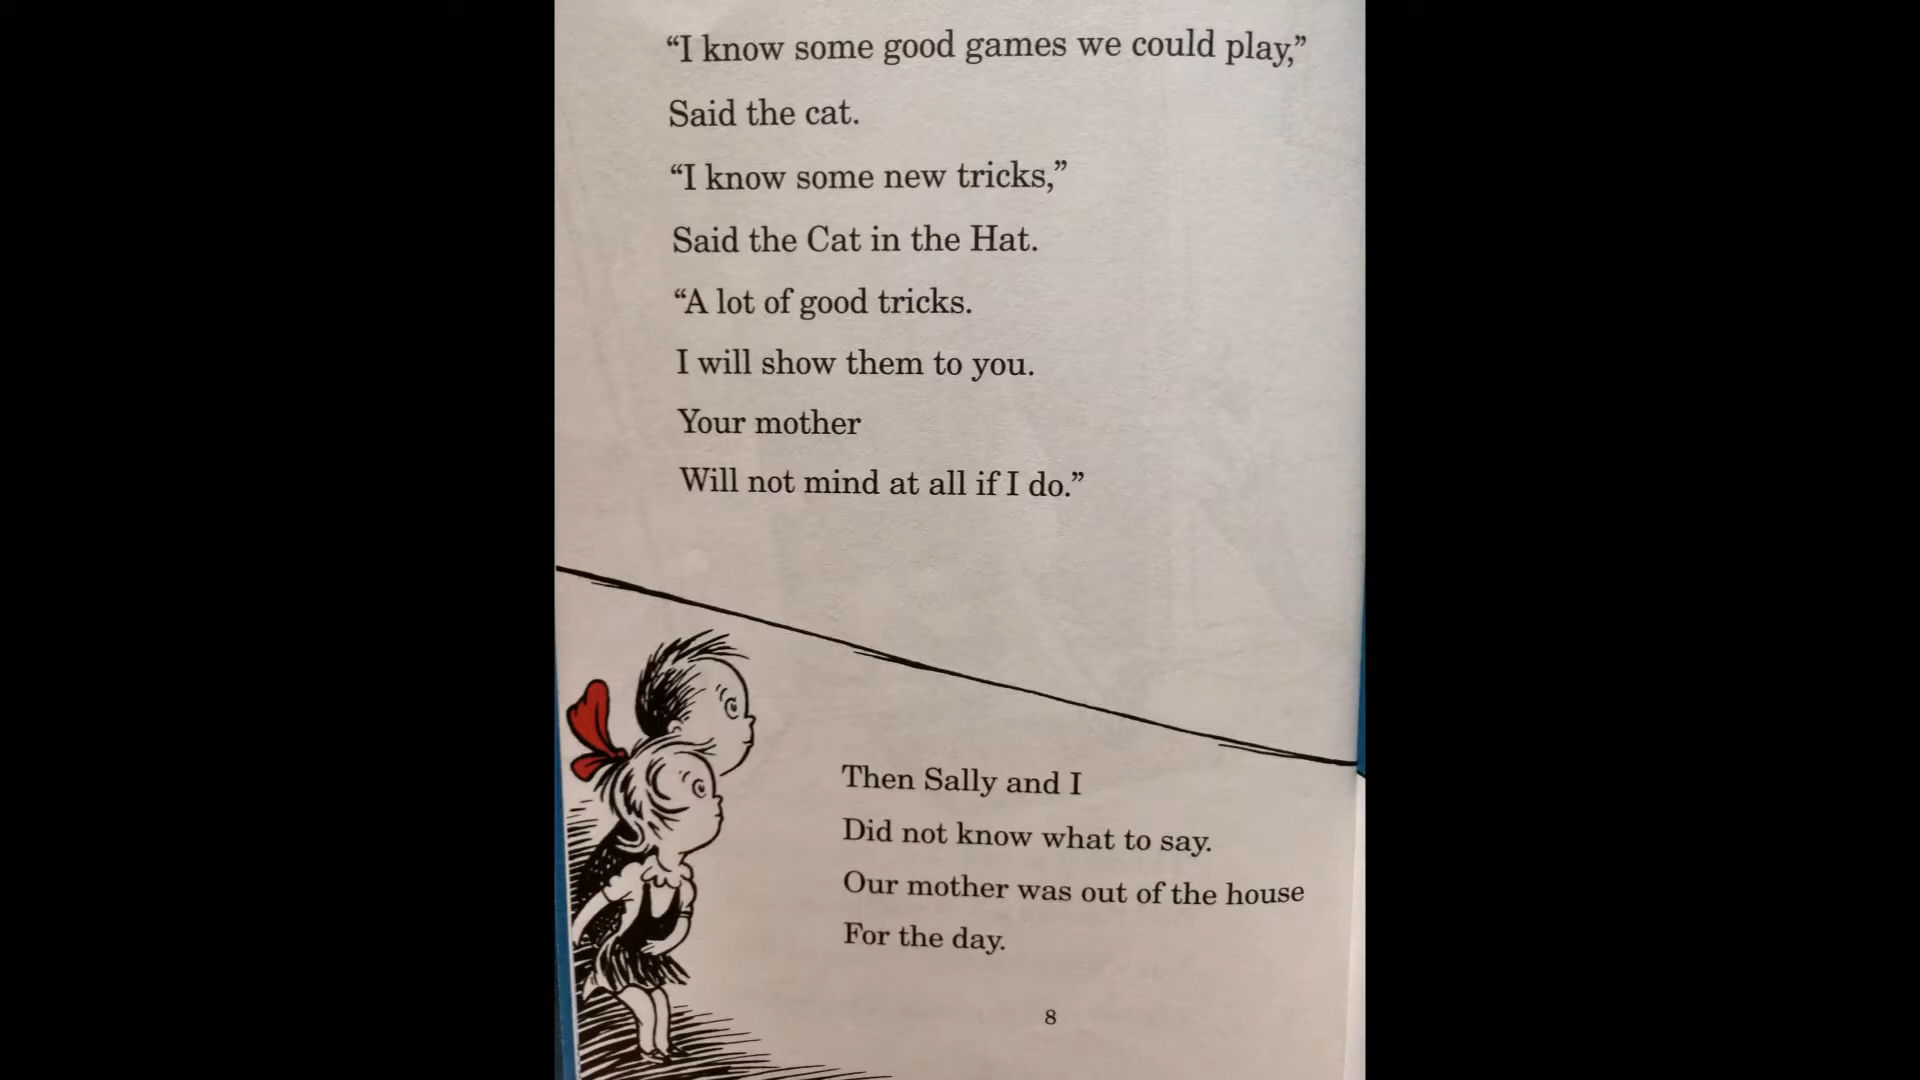 “I know some good games we could play,”
Said the cat.
“I know some new tricks,”
Said the Cat in the Hat.
“A lot of good tricks.
I will show them to you.
Your mother
Will not mind at all if I do.”
Then Sally and I
Did not know what to say.
Our mother was out of the house
For the day.
8